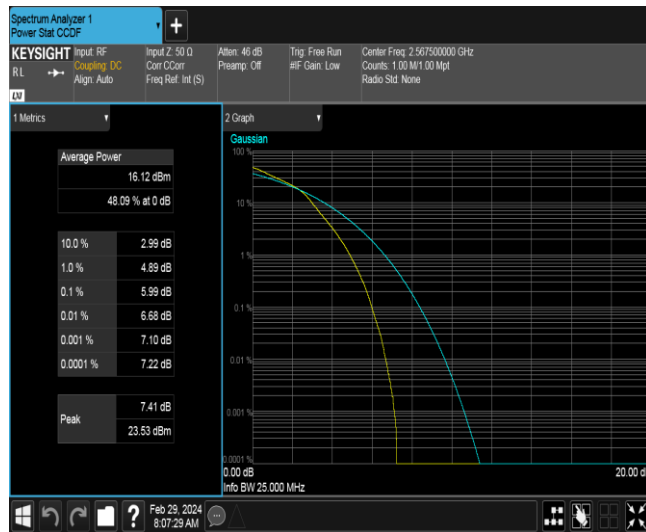 Spectrum Analyzer 1
Power Stat CCDF
+
KEYSIGHT
RL
LXI
Input: RF
Coupling: DC
Align: Auto
Input Z: 50 Ω
Corr CCorr
Freq Ref: Int (S)
Atten: 46 dB
Preamp: Off
Trig: Free Run
#IF Gain: Low
Center Freq: 2.567500000 GHz
Counts: 1.00 M/1.00 Mpt
Radio Std: None
1 Metrics
Average Power
16.12 dBm
48.09 % at 0 dB
10.0 % 2.99 dB
1.0 % 4.89 dB
0.1 % 5.99 dB
0.01 % 6.68 dB
0.001 % 7.10 dB
0.0001 % 7.22 dB
Peak
7.41 dB
23.53 dBm
2 Graph
Gaussian
100 %
10 %
1 %
0.1 %
0.01 %
0.001 %
0.0001 %
0.00 dB
20.00 d
Info BW 25.000 MHz
?
Feb 29, 2024
8:07:29 AM